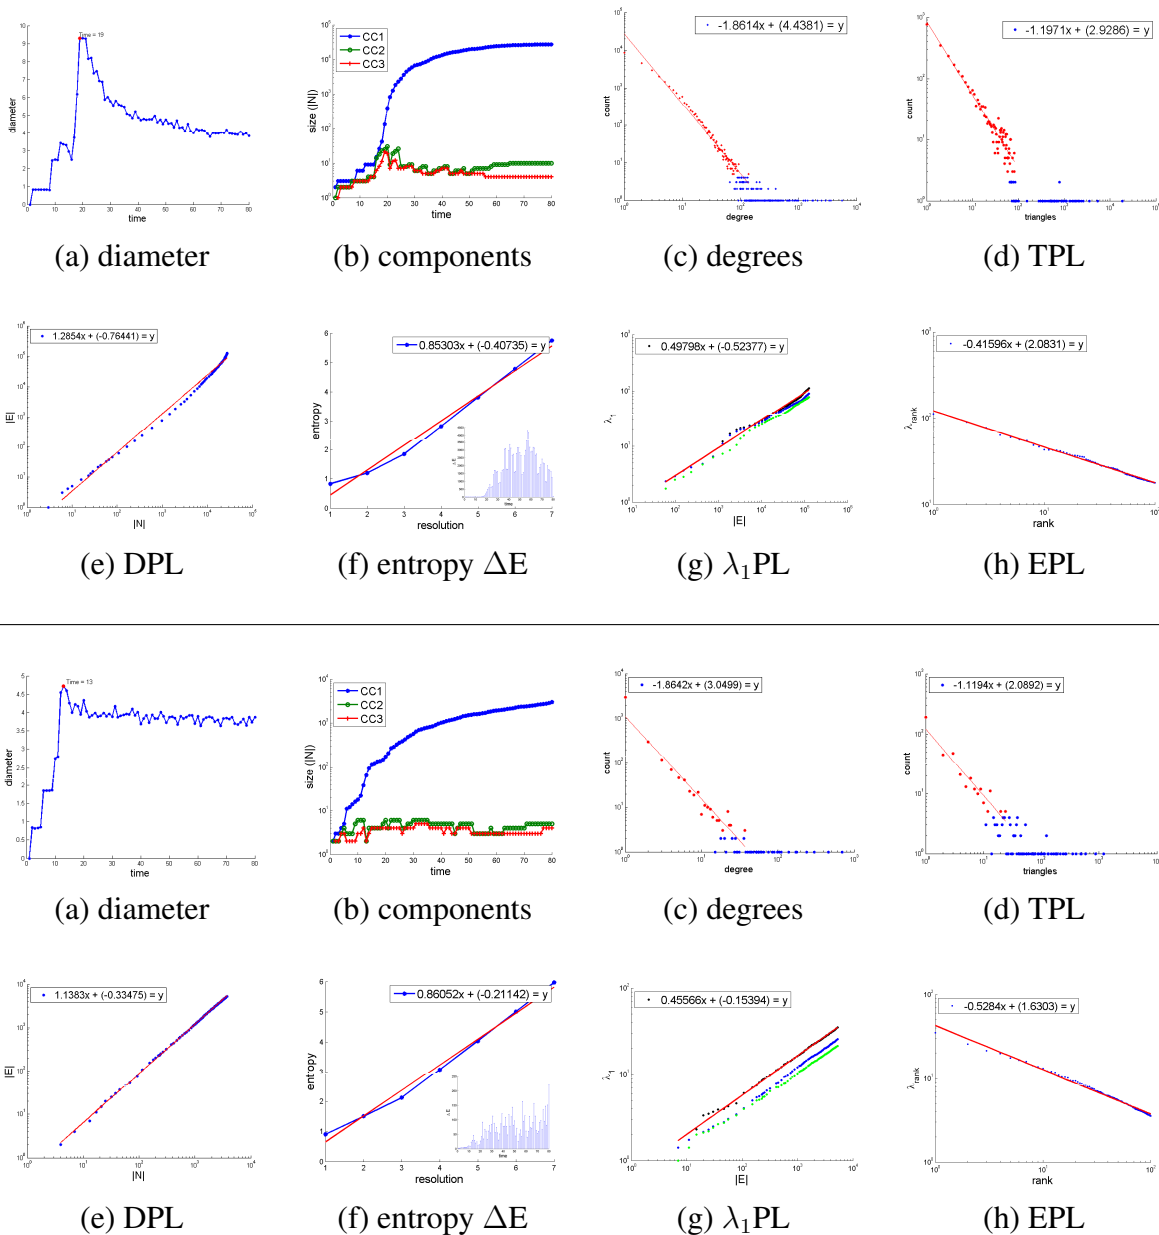 Time = 19
diameter
time
(a) diameter
CC1
CC2
CC3
size (|N|)
time
(b) components
-1.8614x + (4.4381) = y
count
degree
(c) degrees
-1.1971x + (2.9286) = y
count
triangles
(d) TPL
1.2854x + (-0.76441) = y
|E|
|N|
(e) DPL
0.85303x + (-0.40735) = y
entropy
resolution
ΔE
time
(f) entropy ΔE
0.49798x + (-0.52377) = y
λ1
|E|
(g) λ1PL
-0.41596x + (2.0831) = y
λrank
rank
(h) EPL
Time = 13
diameter
time
(a) diameter
CC1
CC2
CC3
size (|N|)
time
(b) components
-1.8642x + (3.0499) = y
count
degree
(c) degrees
-1.1194x + (2.0892) = y
count
triangles
(d) TPL
1.1383x + (-0.33475) = y
|E|
|N|
(e) DPL
0.86052x + (-0.21142) = y
entropy
resolution
ΔE
time
(f) entropy ΔE
0.45566x + (-0.15394) = y
λ1
|E|
(g) λ1PL
-0.5284x + (1.6303) = y
λrank
rank
(h) EPL